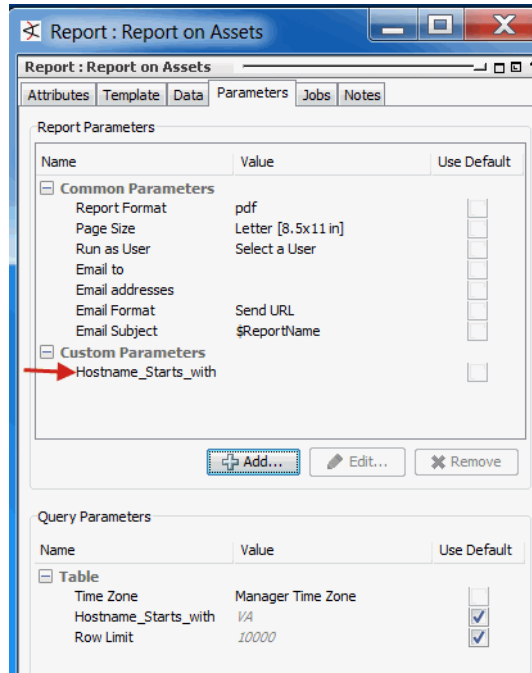 Report : Report on Assets
Report : Report on Assets
Attributes Template Data Parameters Jobs Notes
Report Parameters
Name Value Use Default
Common Parameters
Report Format pdf
Page Size Letter [8.5x11 in]
Run as User Select a User
Email to
Email addresses
Email Format Send URL
Email Subject $ReportName
Custom Parameters
Hostname_Starts_with
Add... Edit... Remove
Query Parameters
Name Value Use Default
Table
Time Zone Manager Time Zone
Hostname_Starts_with VA
Row Limit 10000